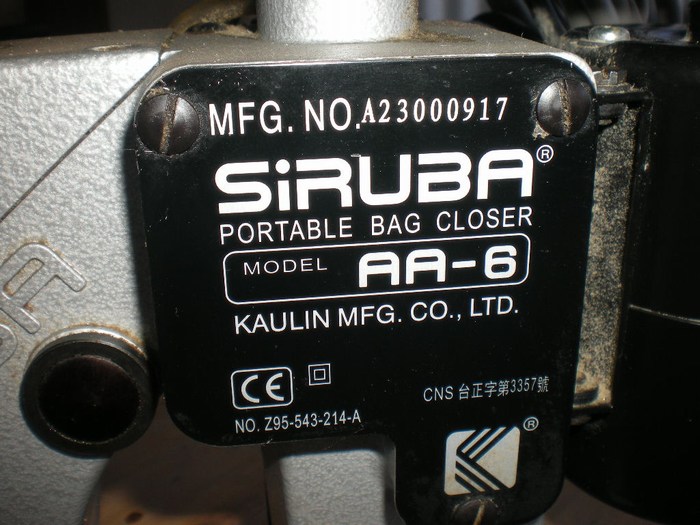 MFG. NO. A23000917
SiRUBA®
PORTABLE BAG CLOSER
MODEL AA-6
KAULIN MFG. CO., LTD.
CE
CNS 台正字第3357號
NO. Z95-543-214-A
K®